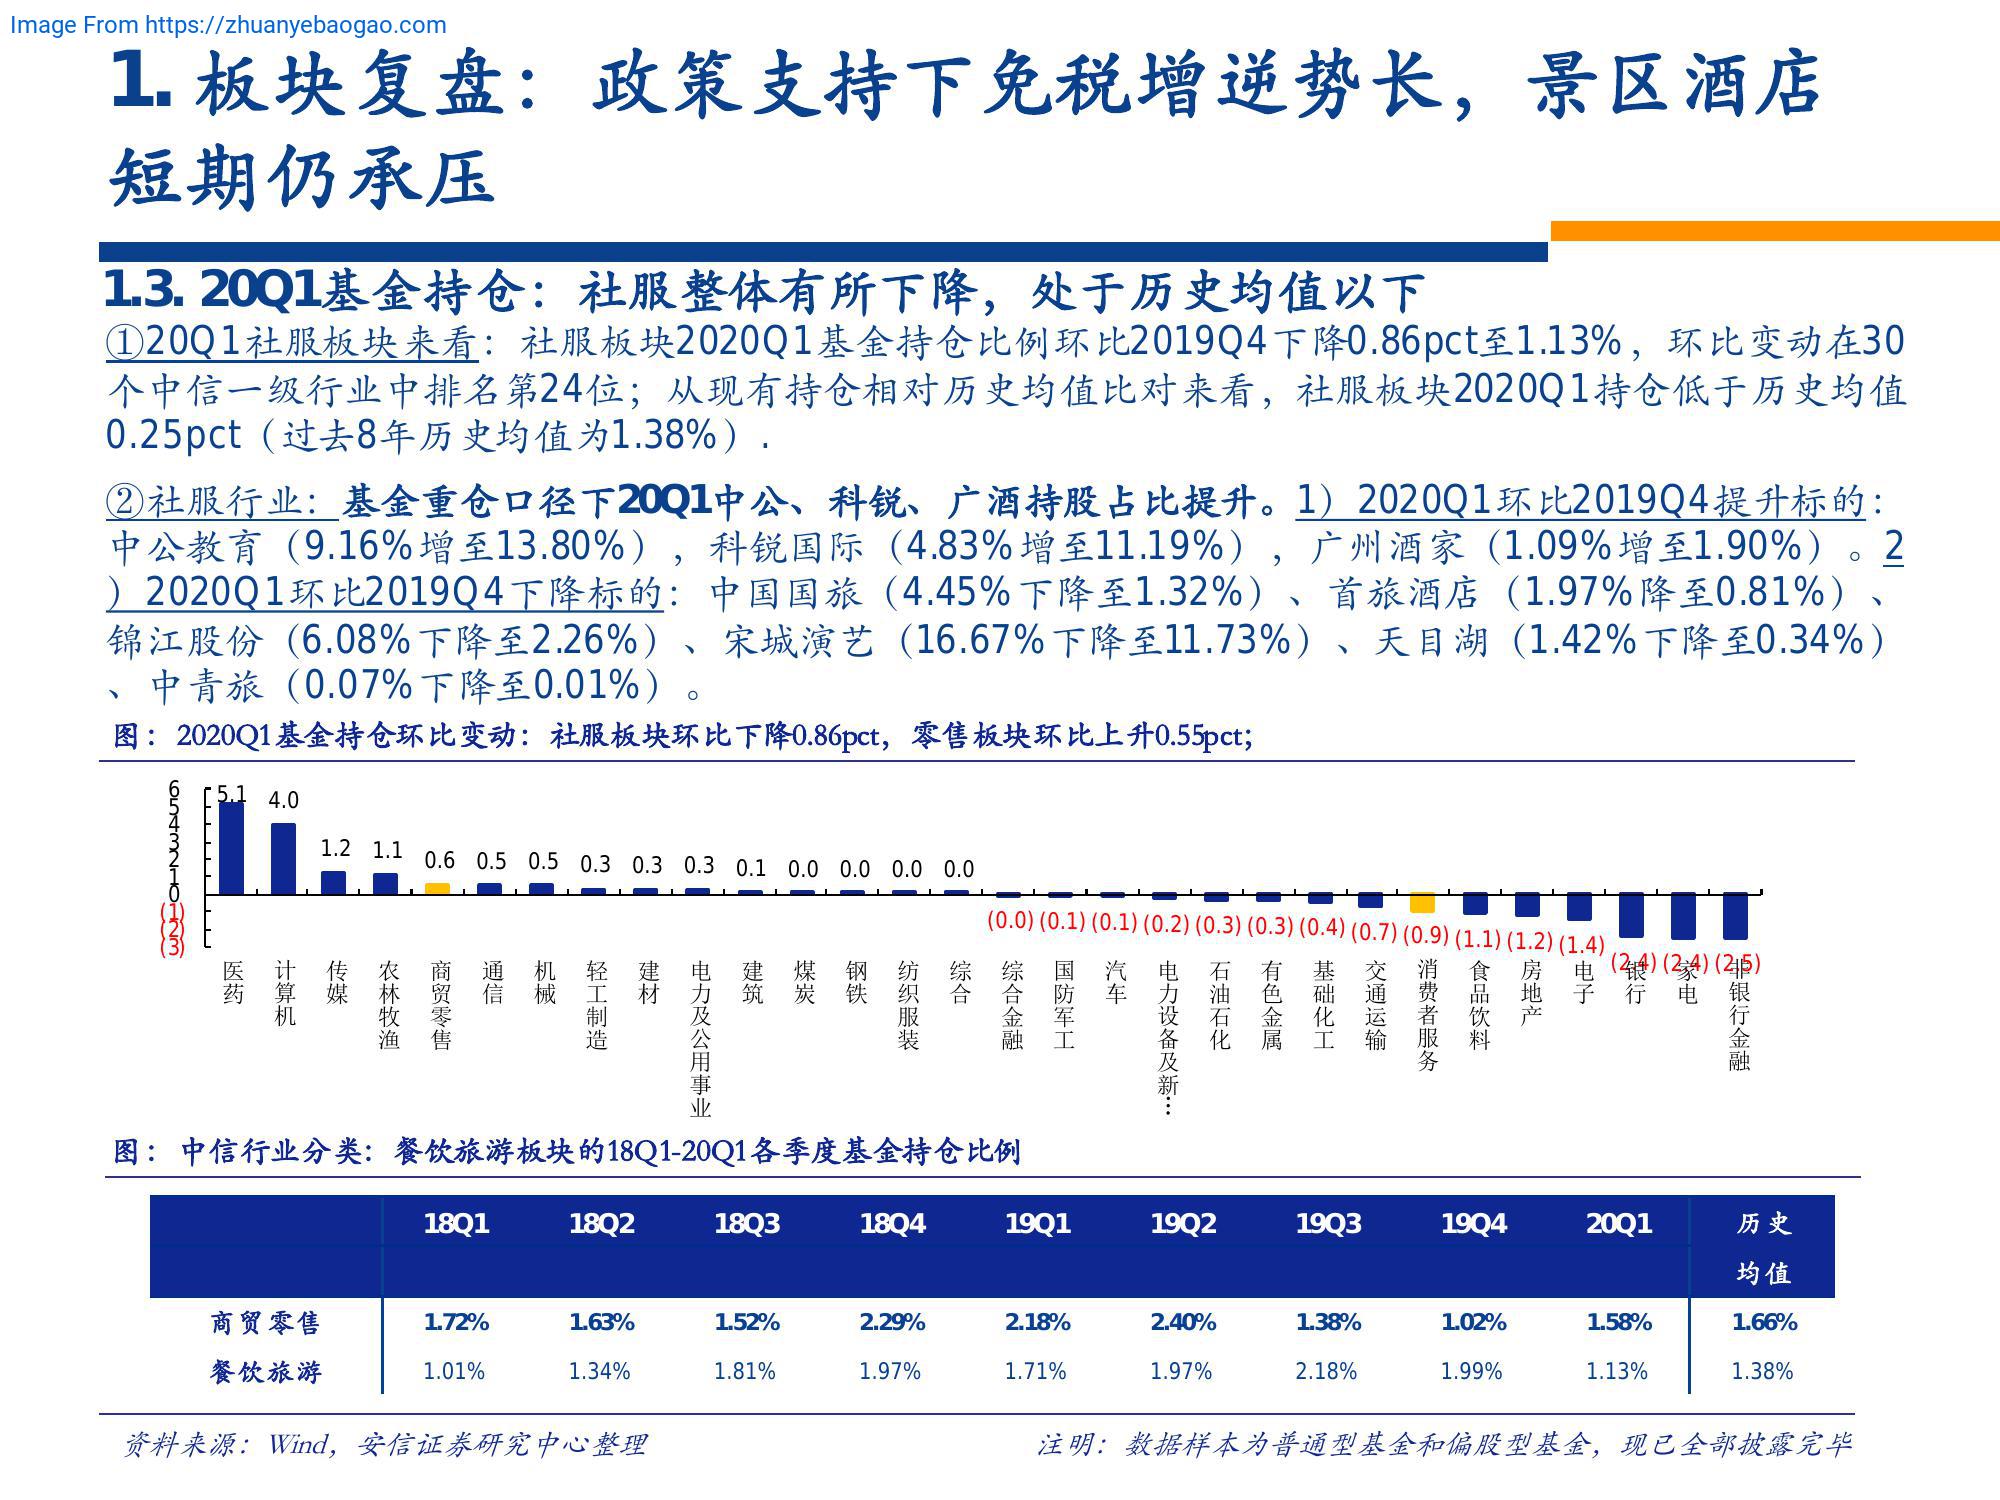 Image From https://zhuanyebaogao.com
1. 板块复盘：政策支持下免税增逆势长，景区酒店
短期仍承压
1.3. 20Q1基金持仓：社服整体有所下降，处于历史均值以下
①20Q1社服板块来看：社服板块2020Q1基金持仓比例环比2019Q4下降0.86pct至1.13%，环比变动在30
个中信一级行业中排名第24位；从现有持仓相对历史均值比对来看，社服板块2020Q1持仓低于历史均值
0.25pct（过去8年历史均值为1.38%）.
②社服行业：基金重仓口径下20Q1中公、科锐、广酒持股占比提升。1）2020Q1环比2019Q4提升标的：
中公教育（9.16%增至13.80%），科锐国际（4.83%增至11.19%），广州酒家（1.09%增至1.90%）。2
）2020Q1环比2019Q4下降标的：中国国旅（4.45%下降至1.32%）、首旅酒店（1.97%降至0.81%）、
锦江股份（6.08%下降至2.26%）、宋城演艺（16.67%下降至11.73%）、天目湖（1.42%下降至0.34%）
、中青旅（0.07%下降至0.01%）。
图：2020Q1基金持仓环比变动：社服板块环比下降0.86pct，零售板块环比上升0.55pct；
6
5
4
3
2
1
0
(1)
(2)
(3)
5.1 4.0 1.2 1.1 0.6 0.5 0.5 0.3 0.3 0.3 0.1 0.0 0.0 0.0 0.0
(0.0) (0.1) (0.1) (0.2) (0.3) (0.3) (0.4) (0.7) (0.9) (1.1) (1.2) (1.4) (2.4) (2.4) (2.5)
医药 计算机 传媒 农林牧渔 商贸零售 通信 机械 轻工制造 建材 电力及公用事业 建筑 煤炭 钢铁 纺织服装 综合 综合金融 国防军工 汽车 电力设备及新… 石油石化 有色金属 基础化工 交通运输 消费者服务 食品饮料 房地产 电子 银行 家电 非银行金融
图：中信行业分类：餐饮旅游板块的18Q1-20Q1各季度基金持仓比例
18Q1 18Q2 18Q3 18Q4 19Q1 19Q2 19Q3 19Q4 20Q1 历史
均值
商贸零售 1.72% 1.63% 1.52% 2.29% 2.18% 2.40% 1.38% 1.02% 1.58% 1.66%
餐饮旅游 1.01% 1.34% 1.81% 1.97% 1.71% 1.97% 2.18% 1.99% 1.13% 1.38%
资料来源：Wind，安信证券研究中心整理 注明：数据样本为普通型基金和偏股型基金，现已全部披露完毕